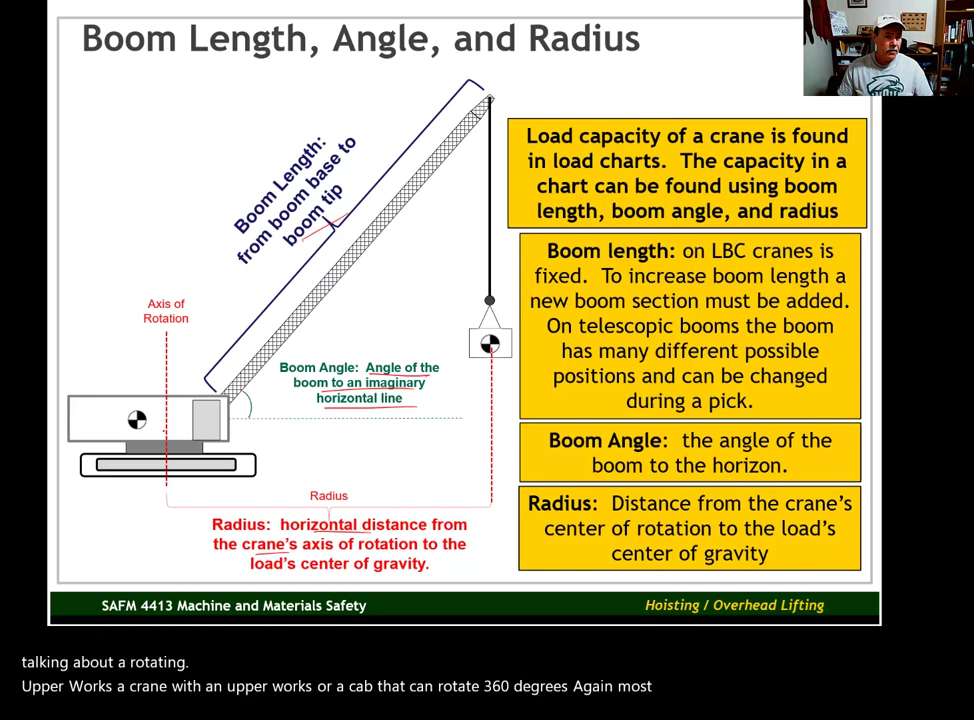 Boom Length, Angle, and Radius
Boom Length:
from boom base to
boom tip
Axis of
Rotation
Boom Angle: Angle of the
boom to an imaginary
horizontal line
Radius
Radius: horizontal distance from
the crane's axis of rotation to the
load's center of gravity.
Load capacity of a crane is found
in load charts. The capacity in a
chart can be found using boom
length, boom angle, and radius
Boom length: on LBC cranes is
fixed. To increase boom length a
new boom section must be added.
On telescopic booms the boom
has many different possible
positions and can be changed
during a pick.
Boom Angle: the angle of the
boom to the horizon.
Radius: Distance from the crane's
center of rotation to the load's
center of gravity
SAFM 4413 Machine and Materials Safety
Hoisting / Overhead Lifting
talking about a rotating.
Upper Works a crane with an upper works or a cab that can rotate 360 degrees Again most